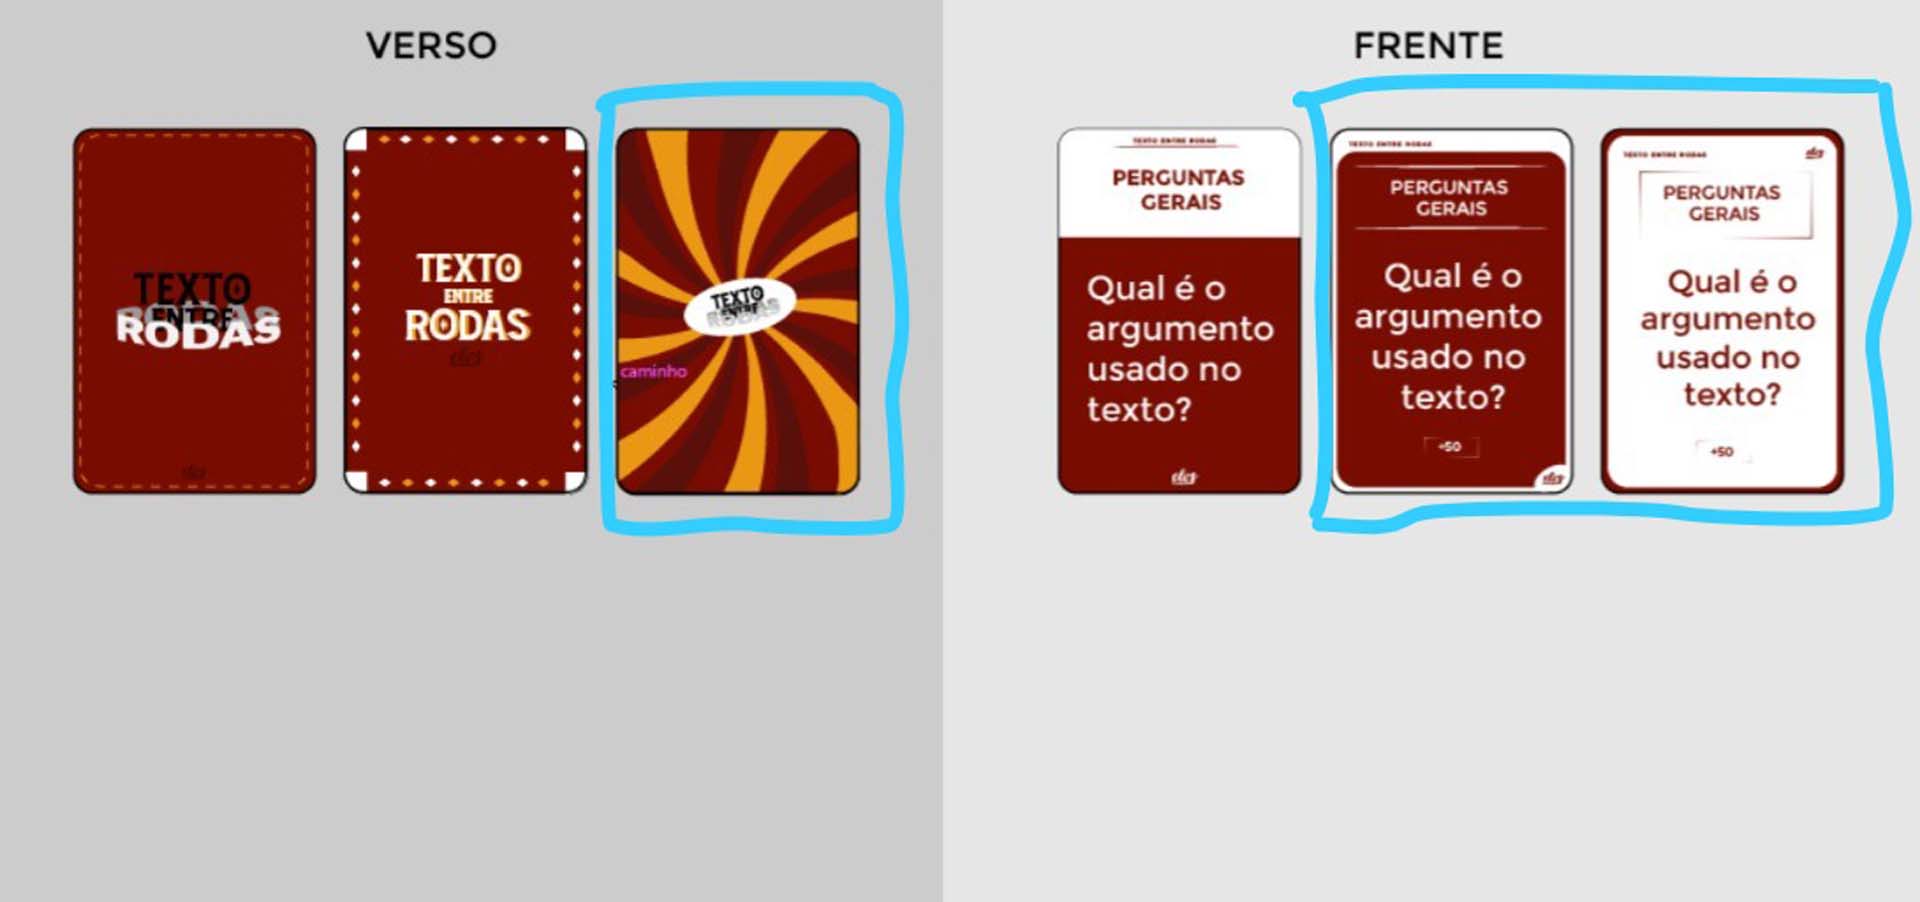 VERSO
TEXTO
ENTRE
RODAS
TEXTO
ENTRE
RODAS
TEXTO
ENTRE
RODAS
caminho
FRENTE
TEXTO ENTRE RODAS
PERGUNTAS
GERAIS
Qual é o
argumento
usado no
texto?
TEXTO ENTRE RODAS
PERGUNTAS
GERAIS
Qual é o
argumento
usado no
texto?
+50
TEXTO ENTRE RODAS
PERGUNTAS
GERAIS
Qual é o
argumento
usado no
texto?
+50